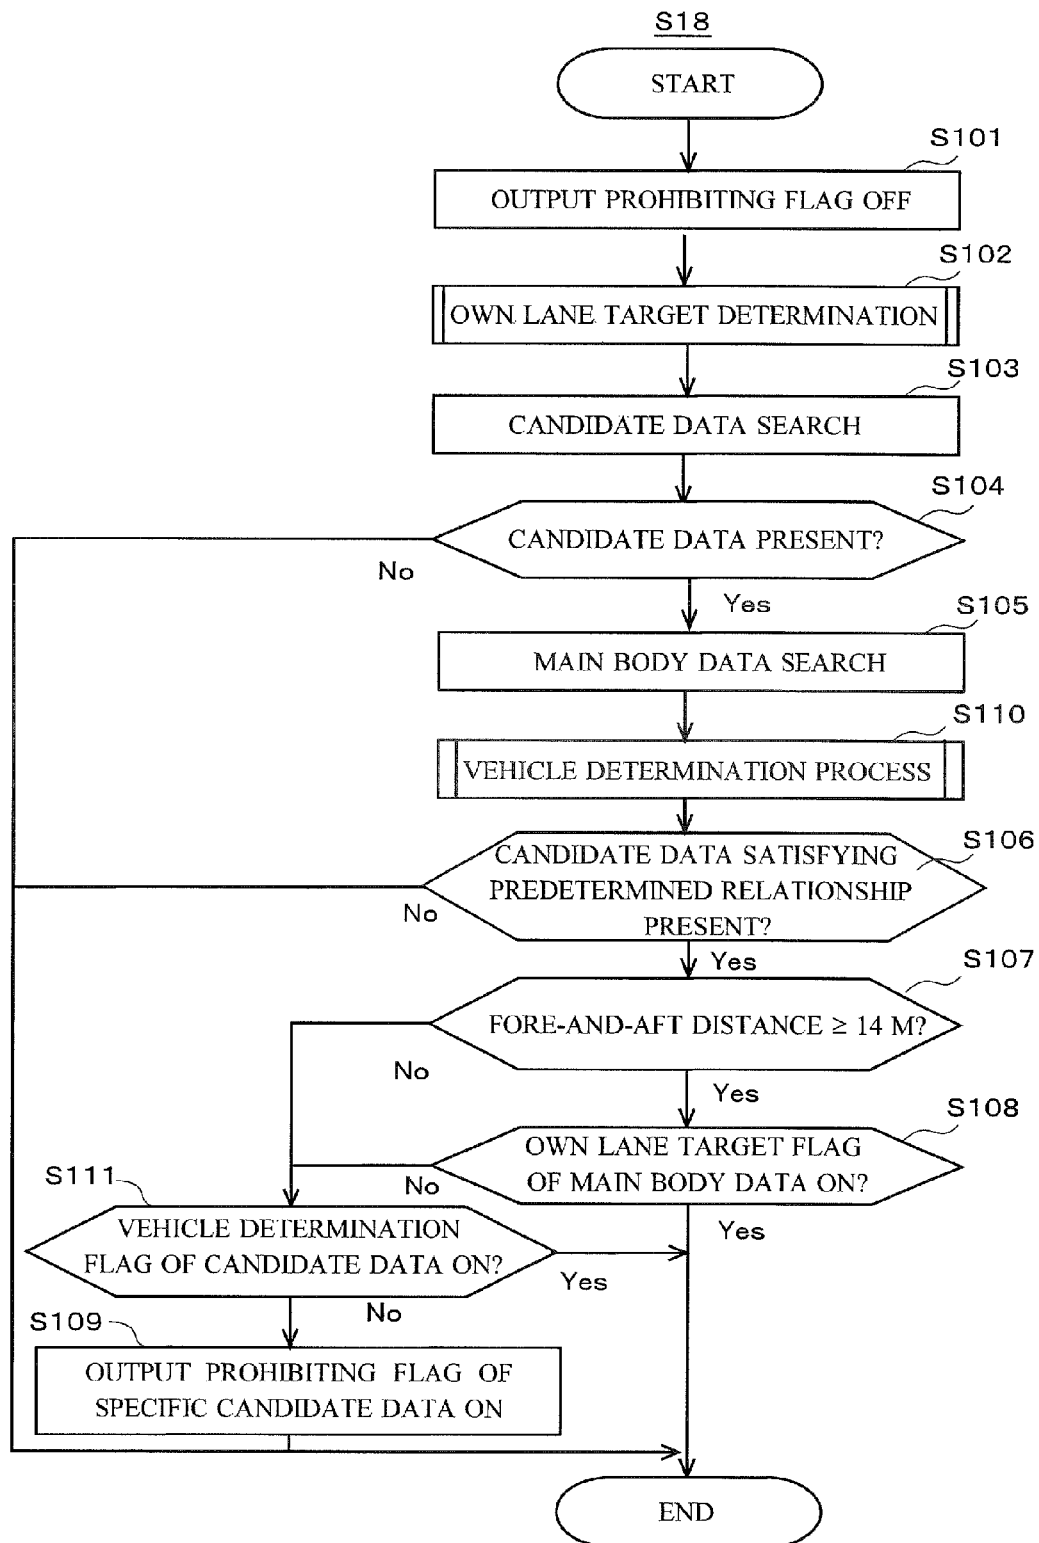 S18
START
S101
OUTPUT PROHIBITING FLAG OFF
S102
OWN LANE TARGET DETERMINATION
S103
CANDIDATE DATA SEARCH
S104
CANDIDATE DATA PRESENT?
No
Yes
S105
MAIN BODY DATA SEARCH
S110
VEHICLE DETERMINATION PROCESS
S106
CANDIDATE DATA SATISFYING
PREDETERMINED RELATIONSHIP
PRESENT?
No
Yes
S107
FORE-AND-AFT DISTANCE ≥ 14 M?
No
Yes
S108
OWN LANE TARGET FLAG
OF MAIN BODY DATA ON?
No
Yes
S111
VEHICLE DETERMINATION
FLAG OF CANDIDATE DATA ON?
Yes
No
S109
OUTPUT PROHIBITING FLAG OF
SPECIFIC CANDIDATE DATA ON
END